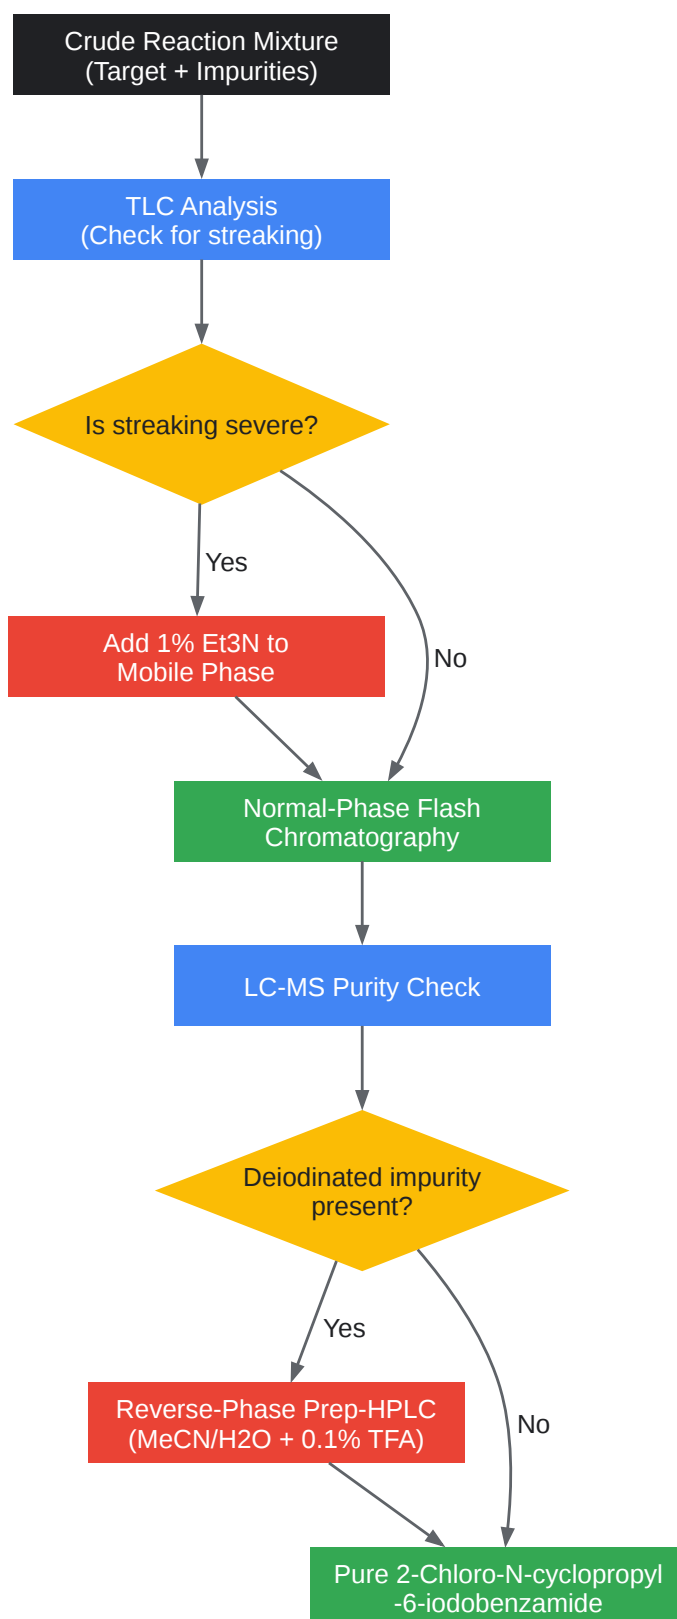 Crude Reaction Mixture
(Target + Impurities)
TLC Analysis
(Check for streaking)
Is streaking severe?
Yes
Add 1% Et3N to
Mobile Phase
No
Normal-Phase Flash
Chromatography
LC-MS Purity Check
Deiodinated impurity
present?
Yes
Reverse-Phase Prep-HPLC
(MeCN/H2O + 0.1% TFA)
No
Pure 2-Chloro-N-cyclopropyl
-6-iodobenzamide